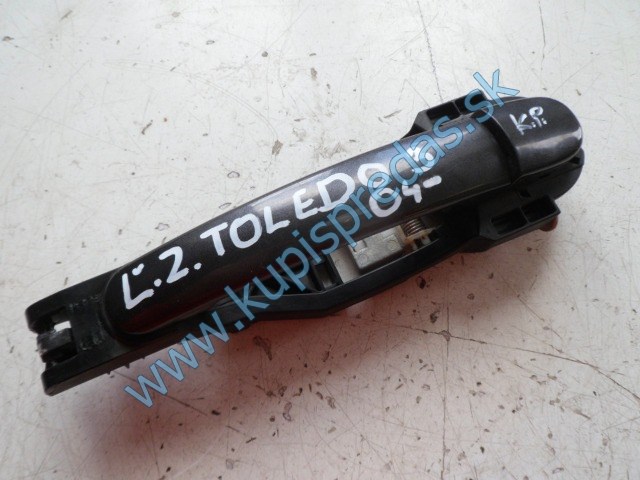 Ľ.Z. TOLEDO
04-
K.P.
www.kupispredas.sk